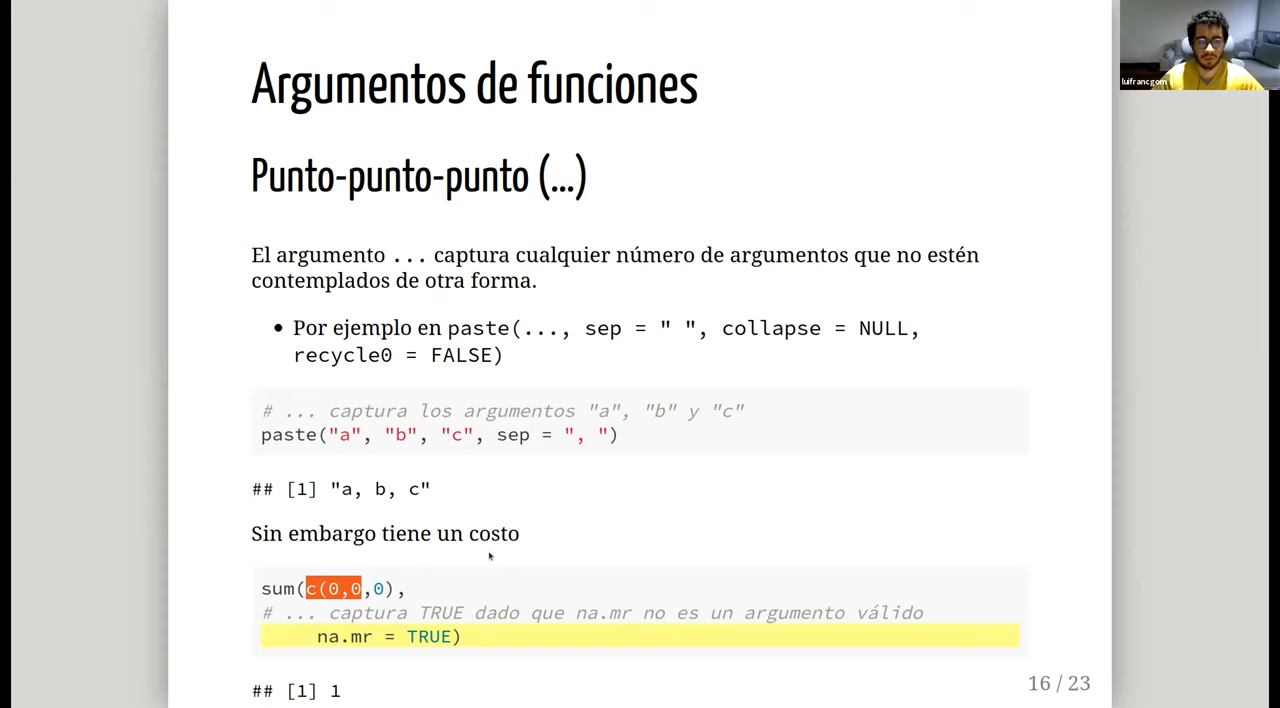 Argumentos de funciones
luifrancgom
Punto-punto-punto (...)
El argumento ... captura cualquier número de argumentos que no estén
contemplados de otra forma.
• Por ejemplo en paste(..., sep = " ", collapse = NULL,
recycle0 = FALSE)
# ... captura los argumentos "a", "b" y "c"
paste("a", "b", "c", sep = ", ")
## [1] "a, b, c"
Sin embargo tiene un costo
sum(c(0,0,0),
# ... captura TRUE dado que na.mr no es un argumento válido
na.mr = TRUE)
## [1] 1
16 / 23